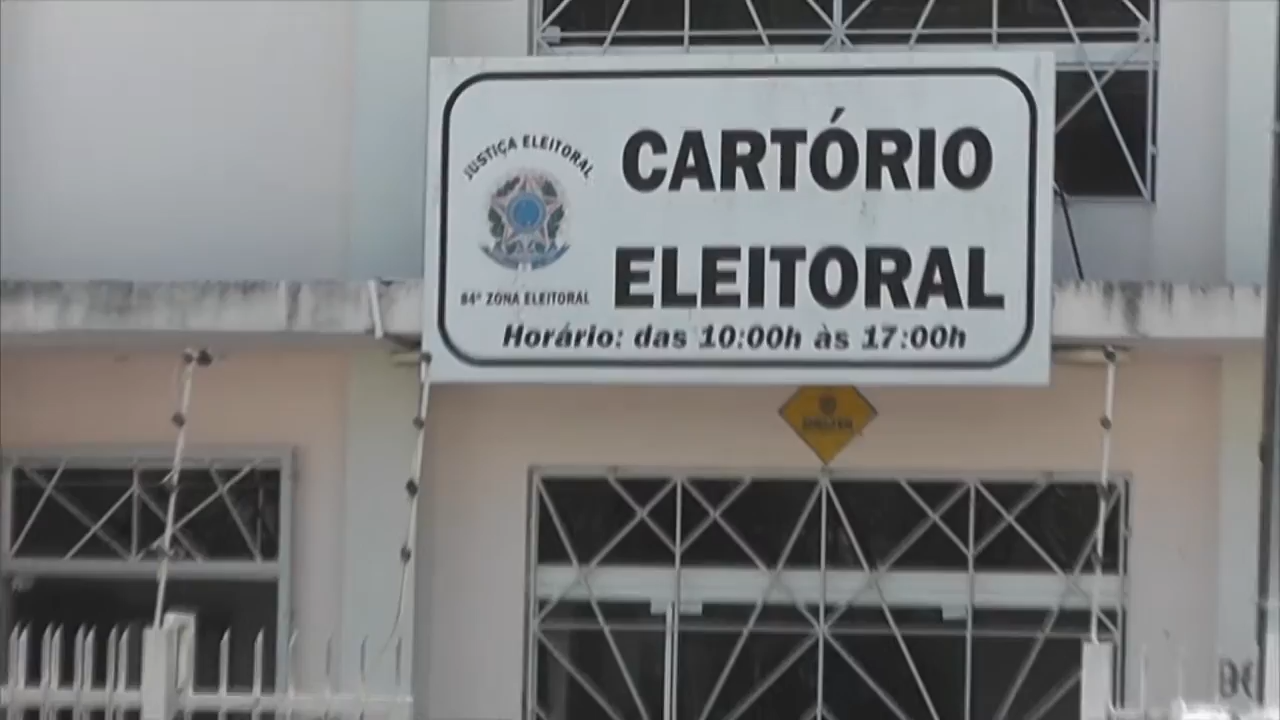 JUSTIÇA ELEITORAL
CARTÓRIO
ELEITORAL
84ª ZONA ELEITORAL
Horário: das 10:00h às 17:00h